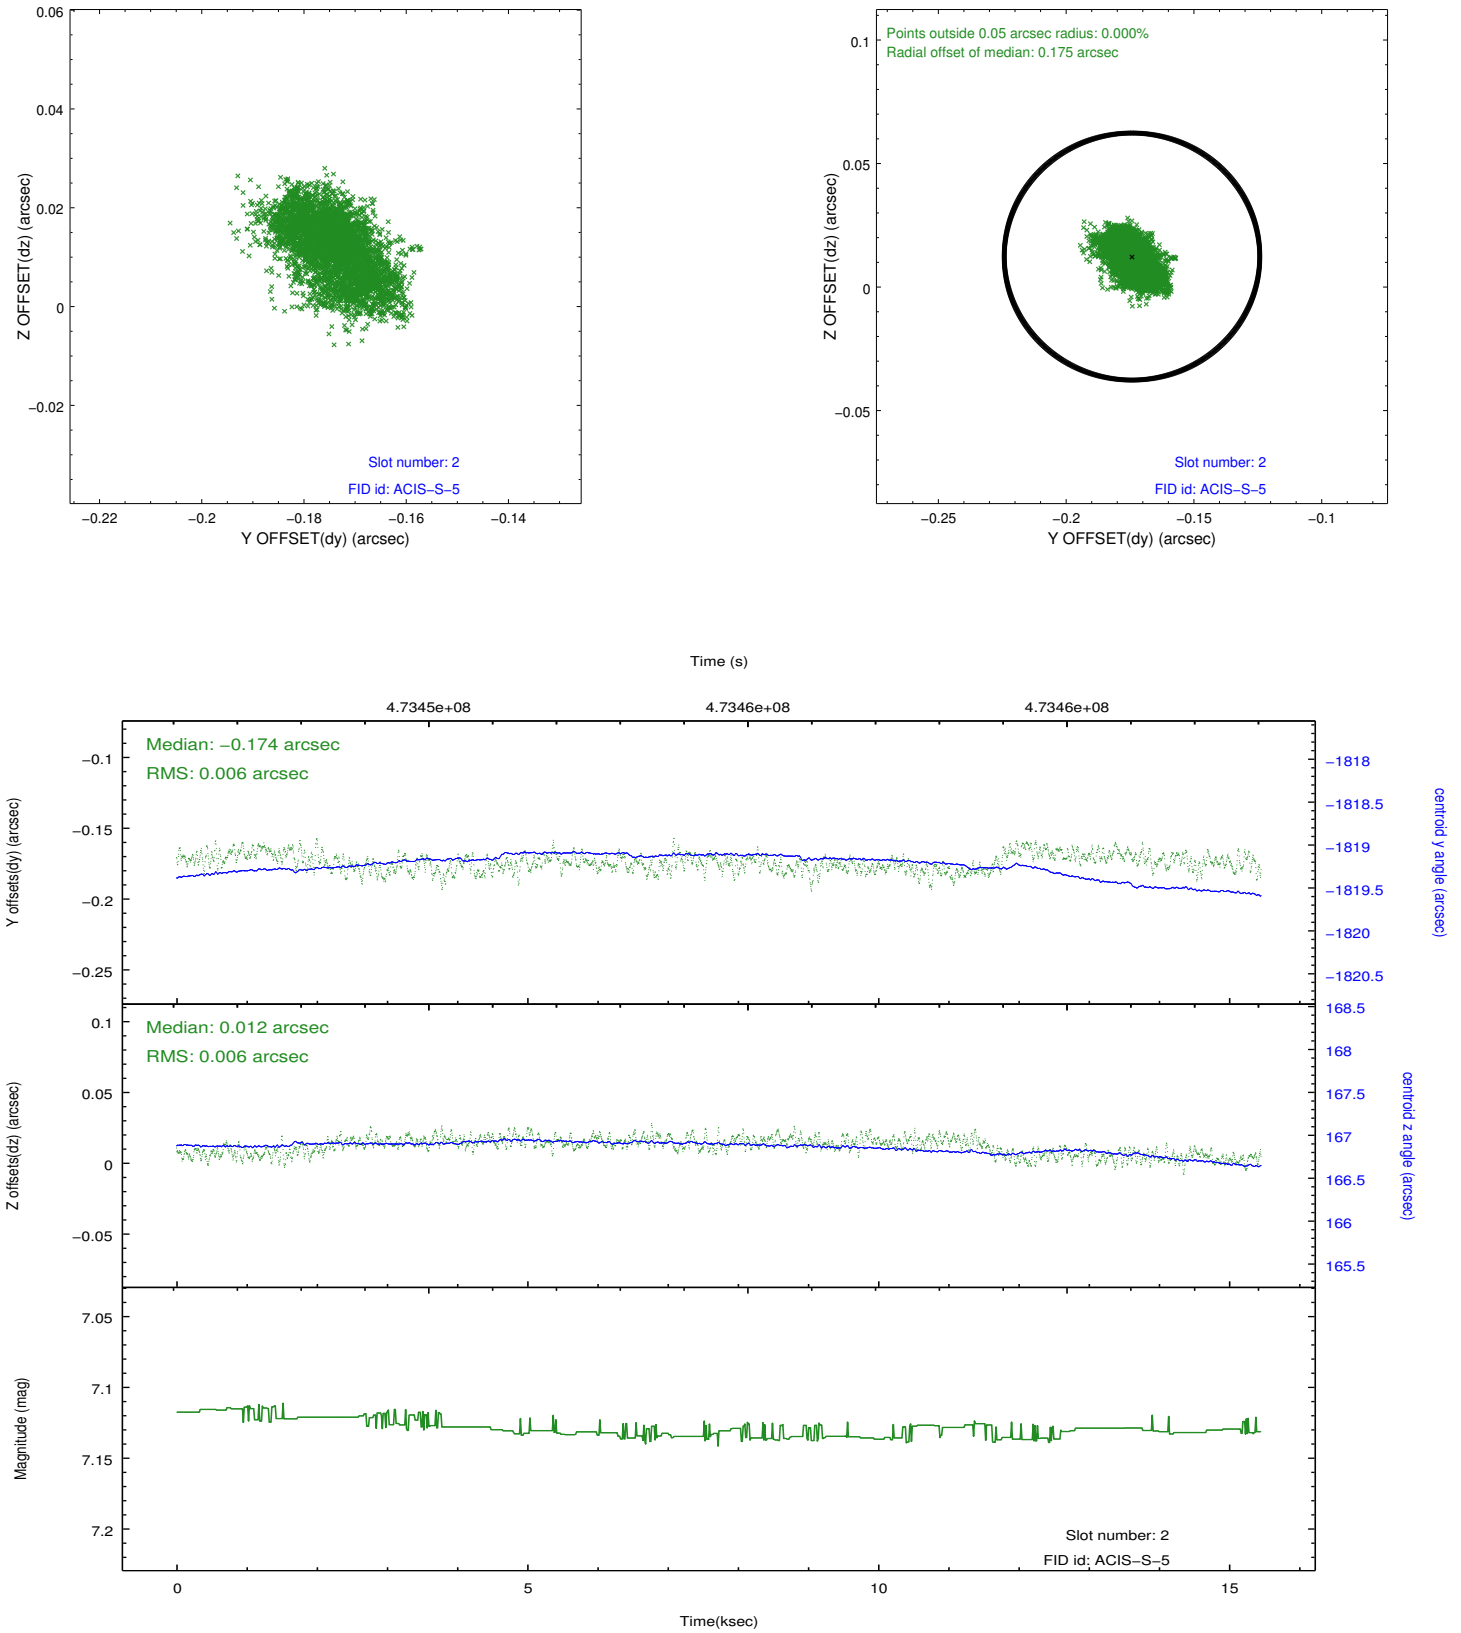 0.06
0.04
0.02
0
−0.02
Z OFFSET(dz) (arcsec)
Slot number: 2
FID id: ACIS−S−5
−0.22
−0.2
−0.18
−0.16
−0.14
Y OFFSET(dy) (arcsec)
Points outside 0.05 arcsec radius: 0.000%
Radial offset of median: 0.175 arcsec
0.1
0.05
0
−0.05
Z OFFSET(dz) (arcsec)
Slot number: 2
FID id: ACIS−S−5
−0.25
−0.2
−0.15
−0.1
Y OFFSET(dy) (arcsec)
Time (s)
4.7345e+08
4.7346e+08
4.7346e+08
Median: −0.174 arcsec
RMS: 0.006 arcsec
−0.1
−0.15
−0.2
−0.25
Y offsets(dy) (arcsec)
−1818
−1818.5
−1819
−1819.5
−1820
−1820.5
centroid y angle (arcsec)
Median: 0.012 arcsec
RMS: 0.006 arcsec
0.1
0.05
0
−0.05
Z offsets(dz) (arcsec)
168.5
168
167.5
167
166.5
166
165.5
centroid z angle (arcsec)
7.05
7.1
7.15
7.2
Magnitude (mag)
Slot number: 2
FID id: ACIS−S−5
0
5
10
15
Time(ksec)